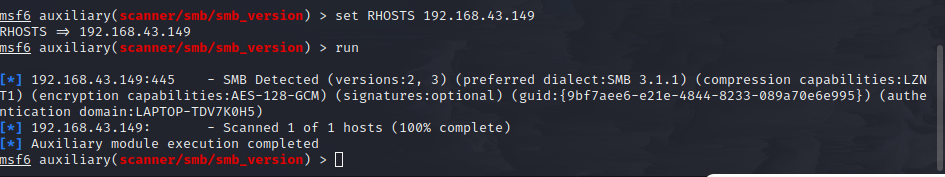 msf6 auxiliary(scanner/smb/smb_version) > set RHOSTS 192.168.43.149
RHOSTS => 192.168.43.149
msf6 auxiliary(scanner/smb/smb_version) > run
[*] 192.168.43.149:445    - SMB Detected (versions:2, 3) (preferred dialect:SMB 3.1.1) (compression capabilities:LZN
T1) (encryption capabilities:AES-128-GCM) (signatures:optional) (guid:{9bf7aee6-e21e-4844-8233-089a70e6e995}) (authe
ntication domain:LAPTOP-TDV7K0H5)
[*] 192.168.43.149:       - Scanned 1 of 1 hosts (100% complete)
[*] Auxiliary module execution completed
msf6 auxiliary(scanner/smb/smb_version) >